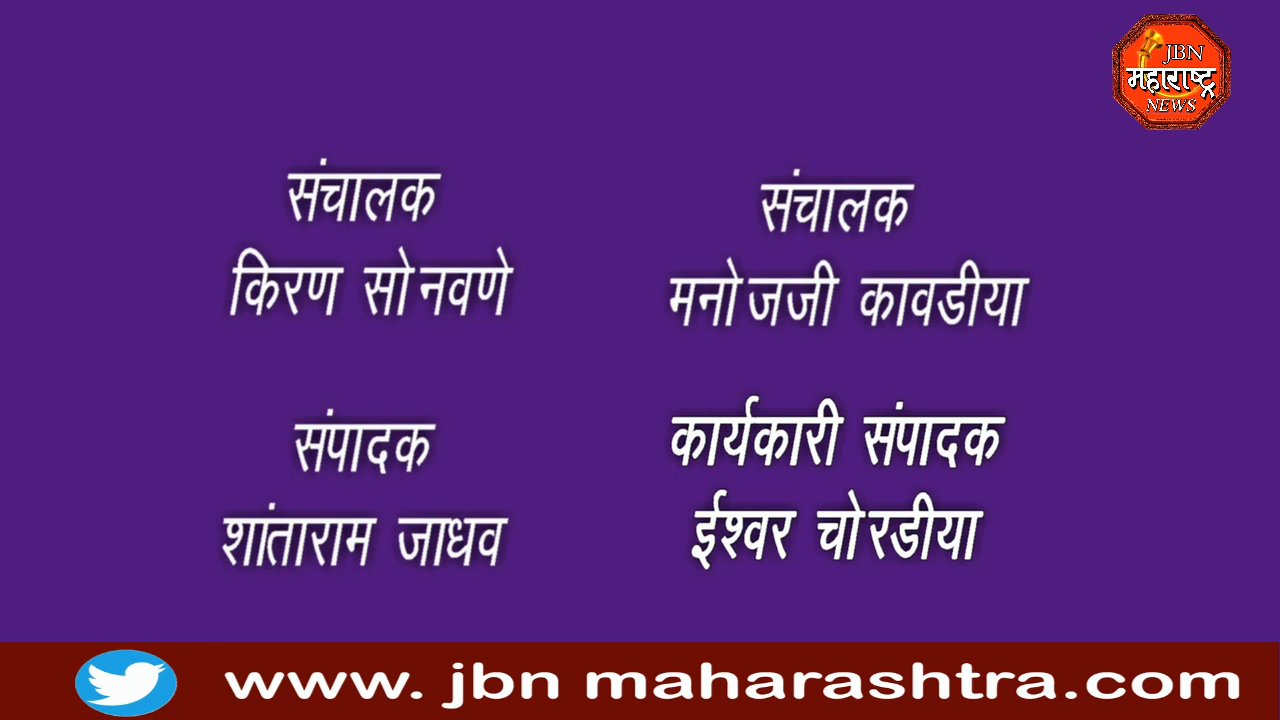 JBN
महाराष्ट्र
NEWS
संचालक
किरण सोनवणे
संचालक
मनोजजी कावडीया
संपादक
शांताराम जाधव
कार्यकारी संपादक
ईश्वर चोरडीया
www. jbn maharashtra.com